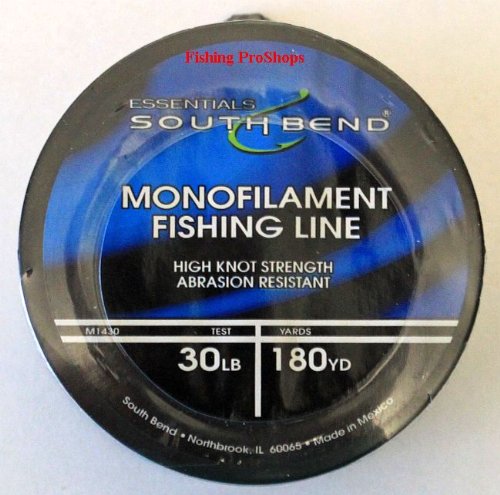 Fishing ProShops
ESSENTIALS
SOUTH BEND®
MONOFILAMENT
FISHING LINE
HIGH KNOT STRENGTH
ABRASION RESISTANT
M1430 TEST YARDS
30LB 180YD
South Bend • Northbrook, IL 60065 • Made in Mexico